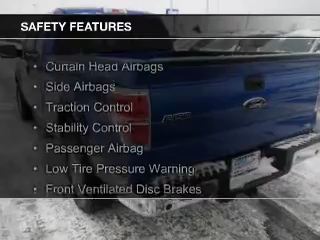 SAFETY FEATURES
• Curtain Head Airbags
• Side Airbags
• Traction Control
• Stability Control
• Passenger Airbag
• Low Tire Pressure Warning
• Front Ventilated Disc Brakes